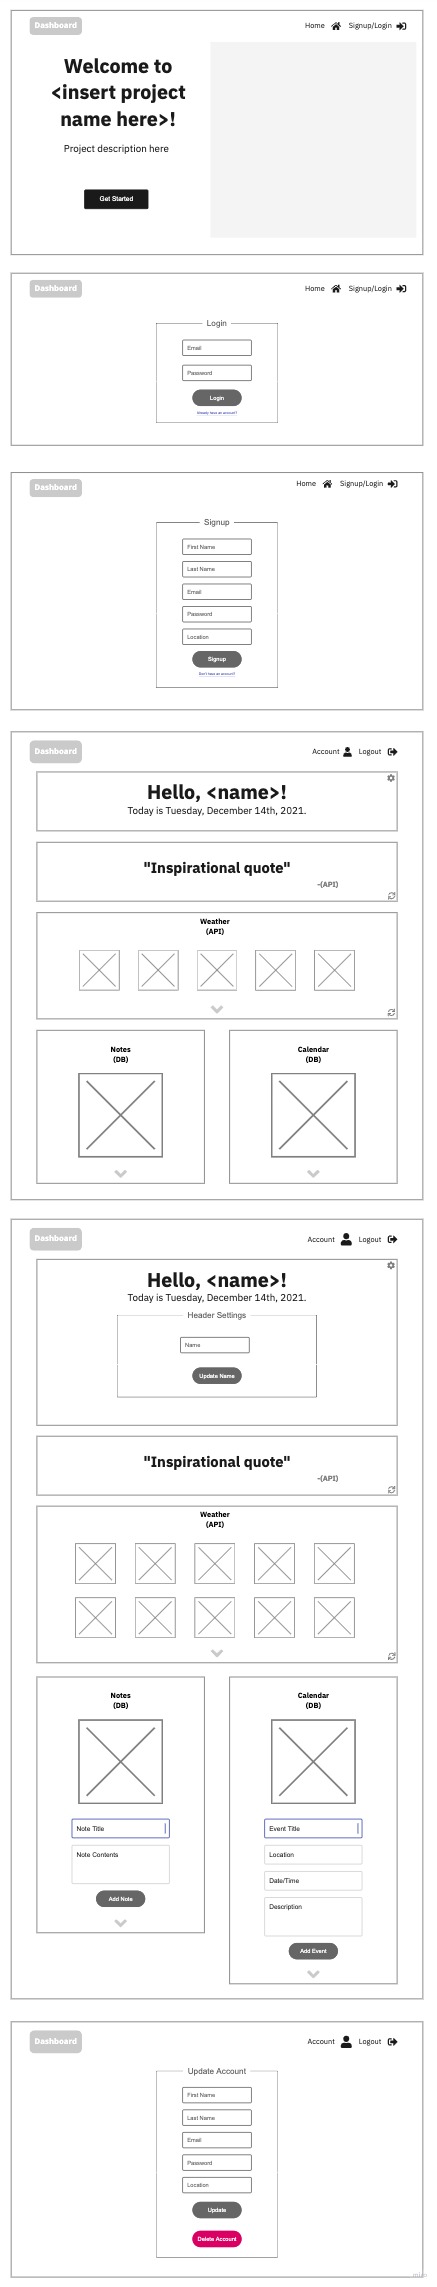 Dashboard
Home Signup/Login
Welcome to
<insert project
name here>!
Project description here
Get Started
Dashboard
Home Signup/Login
Login
Email
Password
Login
Already have an account?
Dashboard
Home Signup/Login
Signup
First Name
Last Name
Email
Password
Location
Signup
Don't have an account?
Dashboard
Account Logout
Hello, <name>!
Today is Tuesday, December 14th, 2021.
"Inspirational quote"
-(API)
Weather
(API)
Notes
(DB)
Calendar
(DB)
Dashboard
Account Logout
Hello, <name>!
Today is Tuesday, December 14th, 2021.
Header Settings
Name
Update Name
"Inspirational quote"
-(API)
Weather
(API)
Notes
(DB)
Note Title
Note Contents
Add Note
Calendar
(DB)
Event Title
Location
Date/Time
Description
Add Event
Dashboard
Account Logout
Update Account
First Name
Last Name
Email
Password
Location
Update
Delete Account
miro